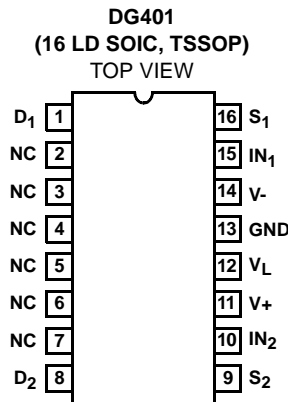 DG401
(16 LD SOIC, TSSOP)
TOP VIEW
D1 1 16 S1
NC 2 15 IN1
NC 3 14 V-
NC 4 13 GND
NC 5 12 VL
NC 6 11 V+
NC 7 10 IN2
D2 8 9 S2